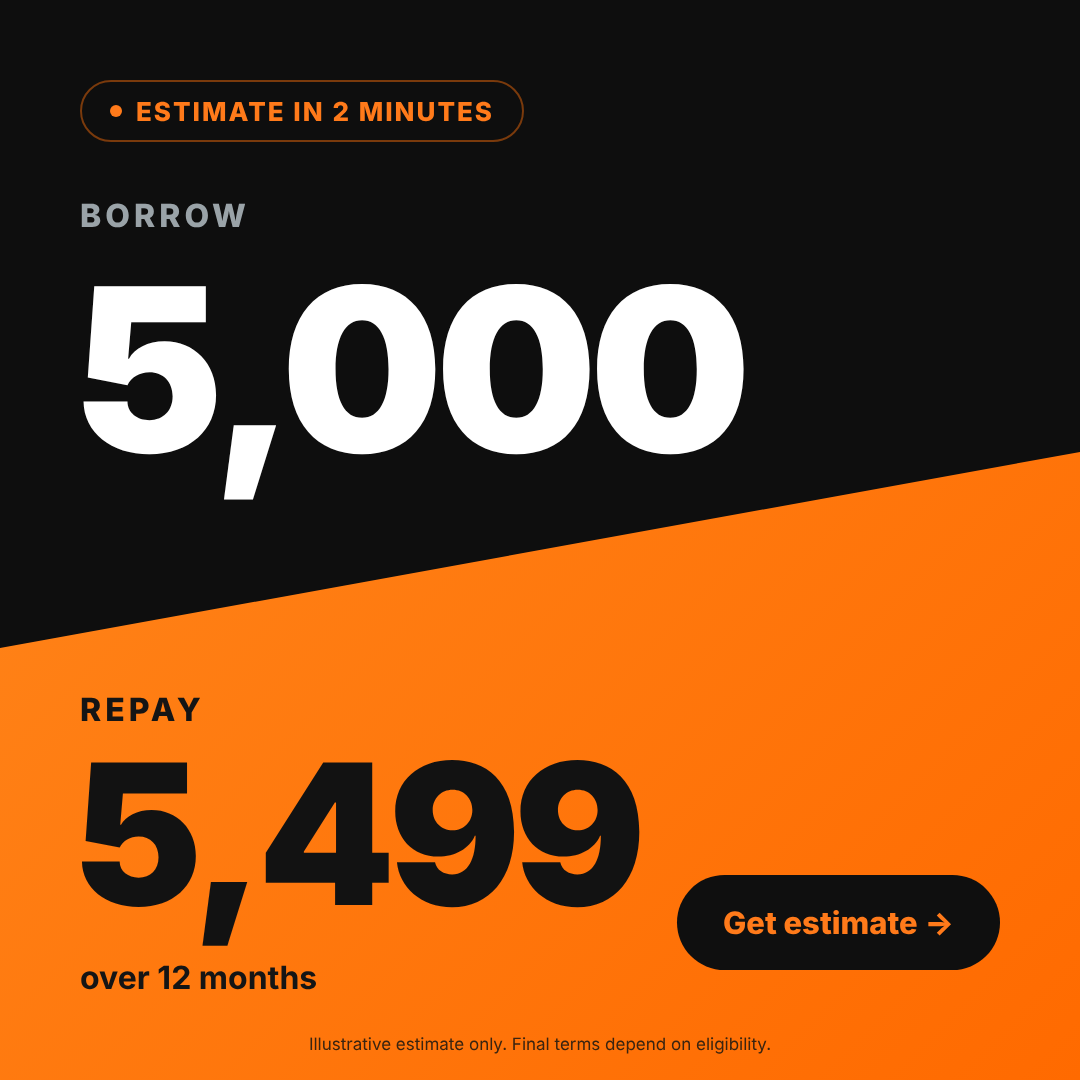 ESTIMATE IN 2 MINUTES
BORROW
5,000
REPAY
5,499
Get estimate →
over 12 months
Illustrative estimate only. Final terms depend on eligibility.